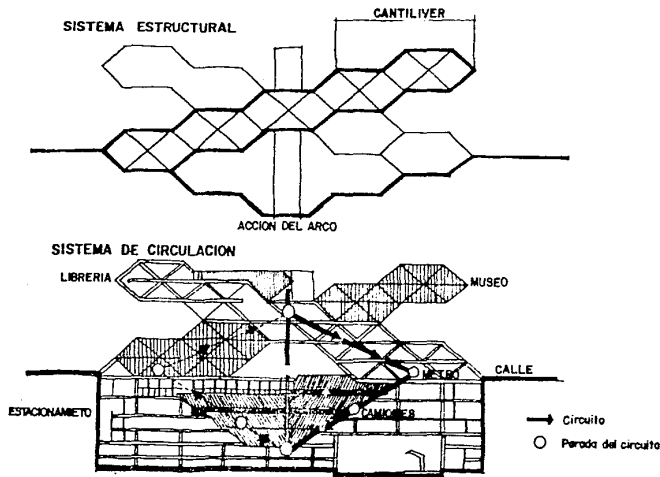 SISTEMA ESTRUCTURAL
CANTILIVER
ACCION DEL ARCO
SISTEMA DE CIRCULACION
LIBRERIA
MUSEO
METRO
CALLE
ESTACIONAMIETO
CAMIONES
Circuito
Parada del circuito